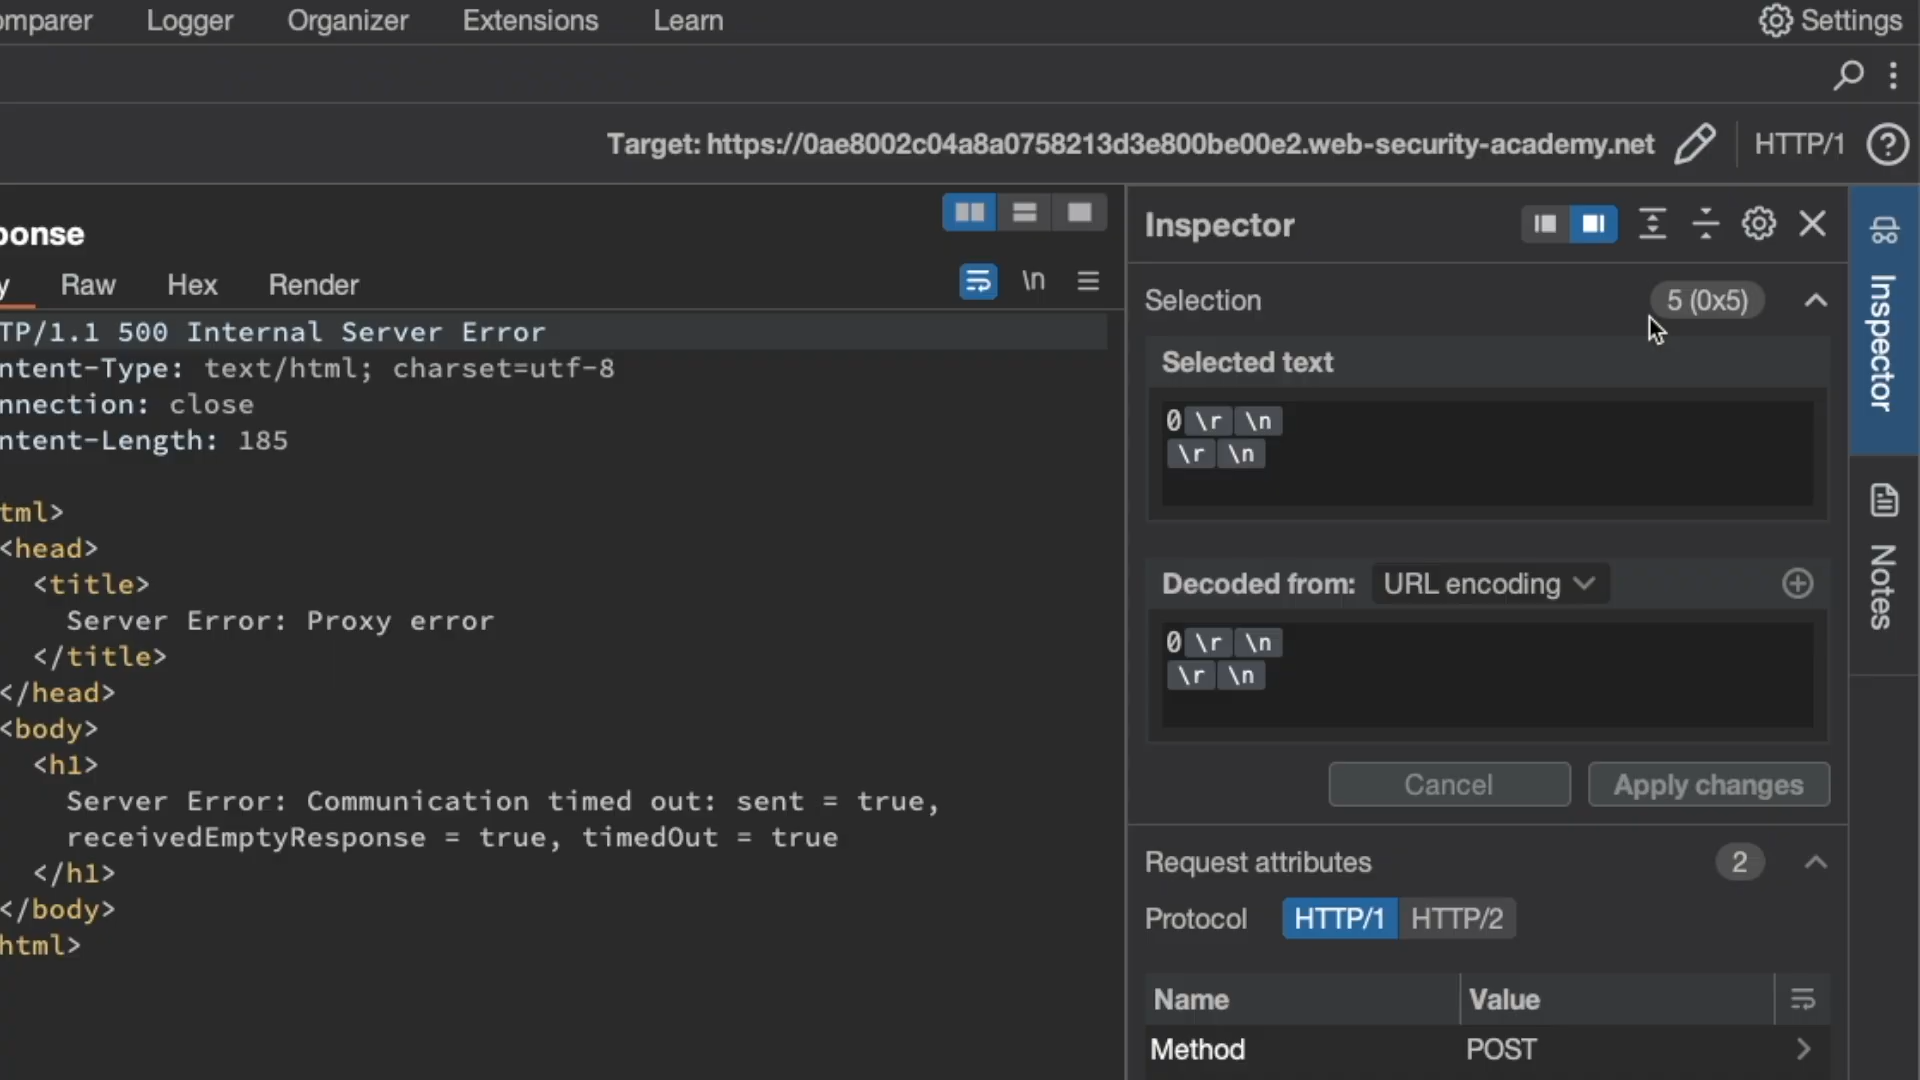 omparer Logger Organizer Extensions Learn Settings
Target: https://0ae8002c04a8a0758213d3e800be00e2.web-security-academy.net HTTP/1
ponse
y Raw Hex Render \n
TP/1.1 500 Internal Server Error
ntent-Type: text/html; charset=utf-8
nnection: close
ntent-Length: 185
tml>
<head>
<title>
Server Error: Proxy error
</title>
</head>
<body>
<h1>
Server Error: Communication timed out: sent = true,
receivedEmptyResponse = true, timedOut = true
</h1>
</body>
html>
Inspector
Selection 5 (0x5)
Selected text
0 \r \n
\r \n
Decoded from: URL encoding
0 \r \n
\r \n
Cancel Apply changes
Request attributes 2
Protocol HTTP/1 HTTP/2
Name Value
Method POST
Inspector
Notes